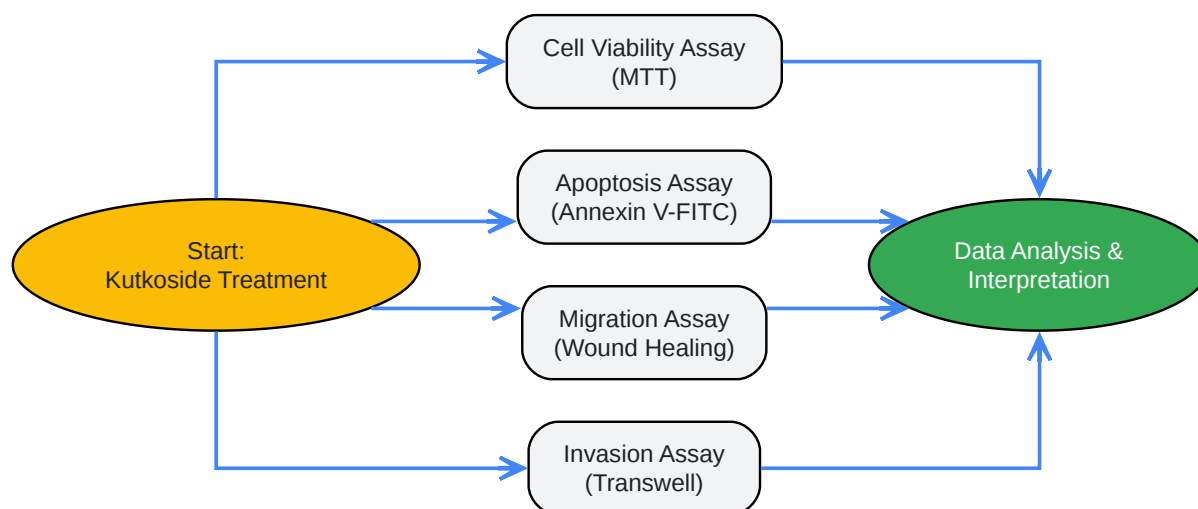 Cell Viability Assay
(MTT)
Apoptosis Assay
(Annexin V-FITC)
Start:
Kutkoside Treatment
Data Analysis &
Interpretation
Migration Assay
(Wound Healing)
Invasion Assay
(Transwell)